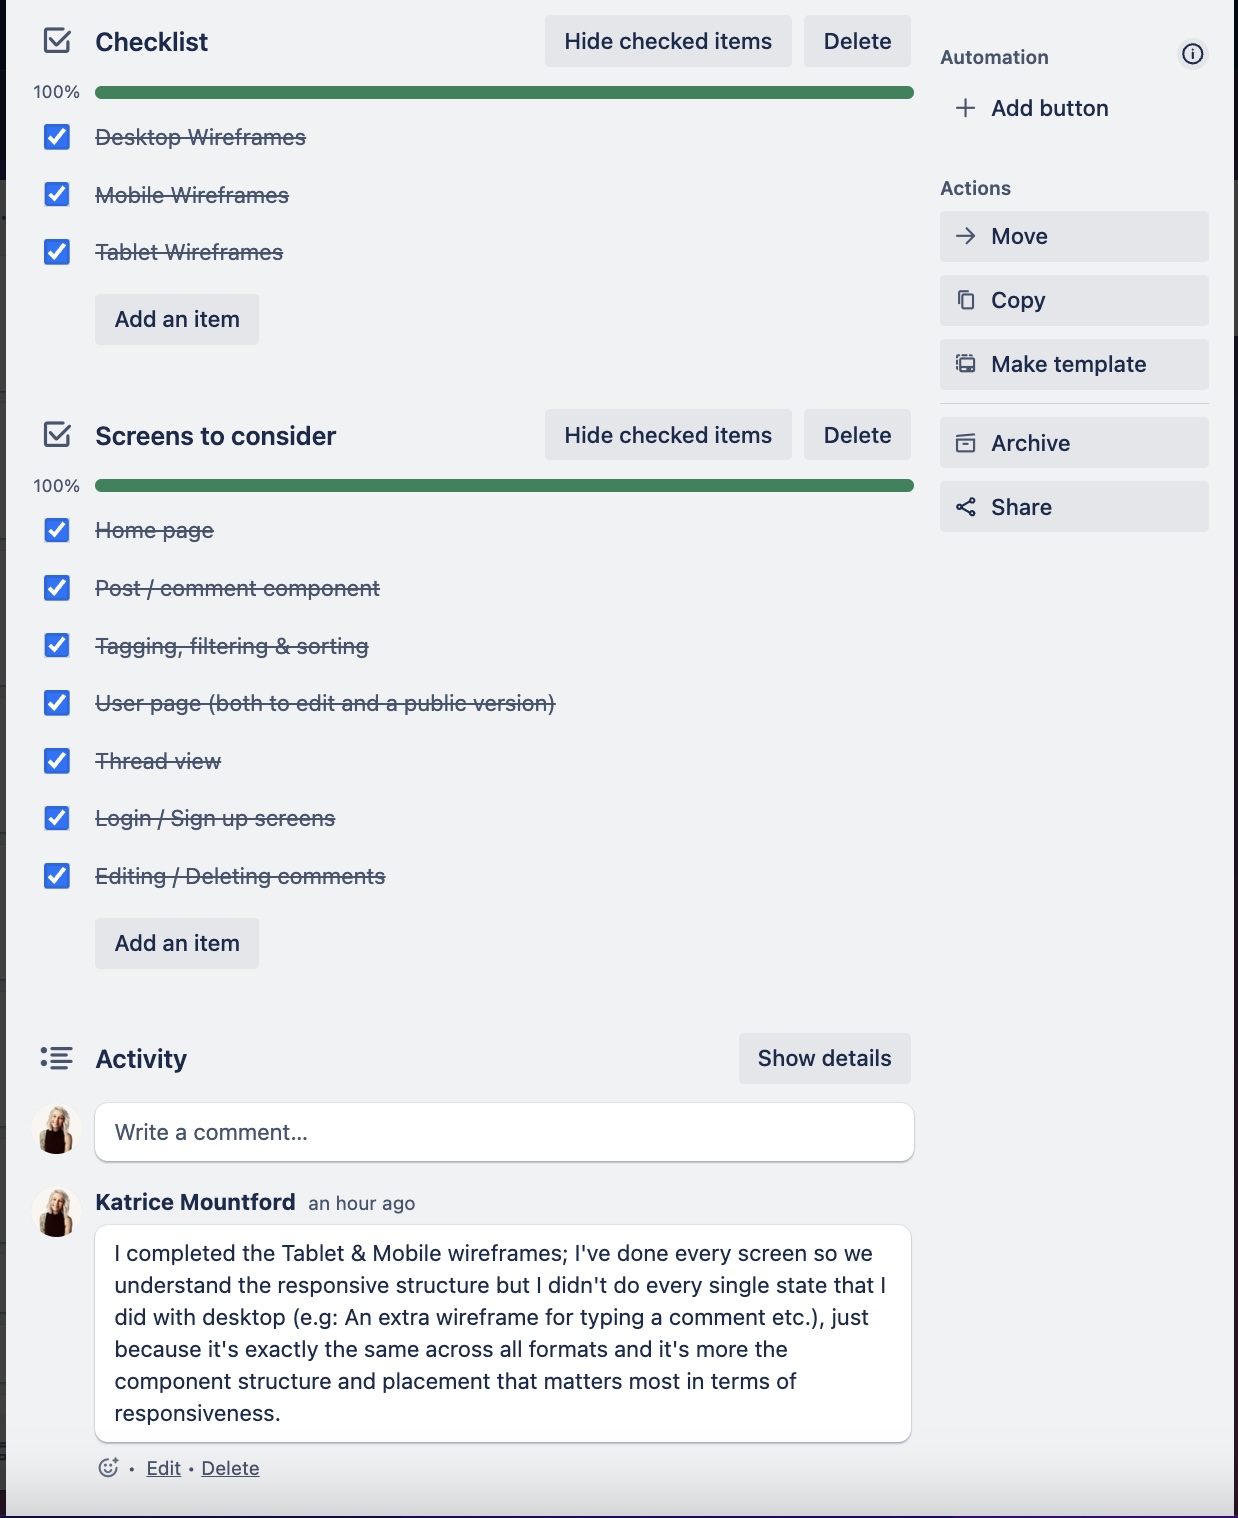 Checklist
Hide checked items
Delete
100%
Desktop Wireframes
Mobile Wireframes
Tablet Wireframes
Add an item
Screens to consider
Hide checked items
Delete
100%
Home page
Post / comment component
Tagging, filtering & sorting
User page (both to edit and a public version)
Thread view
Login / Sign up screens
Editing / Deleting comments
Add an item
Activity
Show details
Write a comment...
Katrice Mountford an hour ago
I completed the Tablet & Mobile wireframes; I've done every screen so we
understand the responsive structure but I didn't do every single state that I
did with desktop (e.g: An extra wireframe for typing a comment etc.), just
because it's exactly the same across all formats and it's more the
component structure and placement that matters most in terms of
responsiveness.
• Edit • Delete
Automation
Add button
Actions
Move
Copy
Make template
Archive
Share